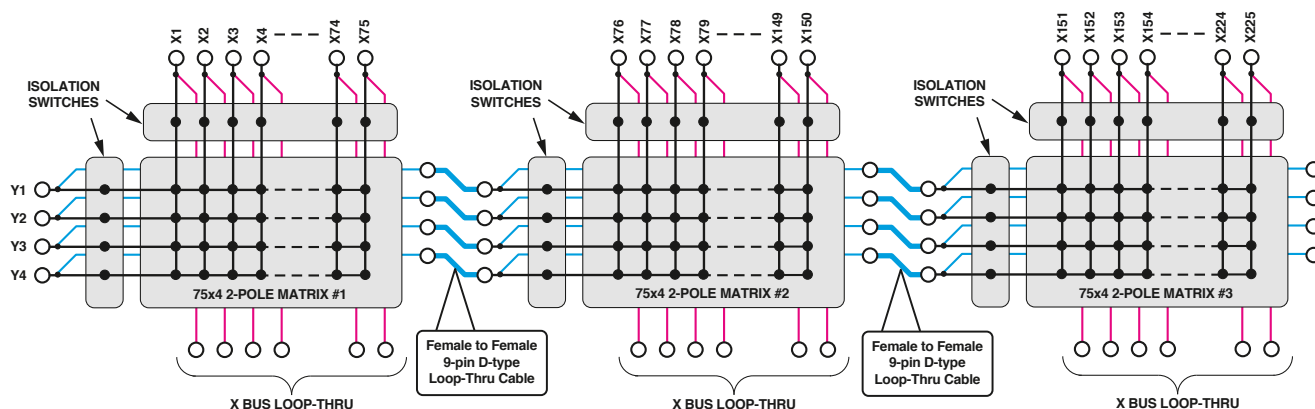 X1 X2 X3 X4 X74 X75
X76 X77 X78 X79 X149 X150
X151 X152 X153 X154 X224 X225
ISOLATION
SWITCHES
ISOLATION
SWITCHES
ISOLATION
SWITCHES
Y1
Y2
Y3
Y4
75x4 2-POLE MATRIX #1
75x4 2-POLE MATRIX #2
75x4 2-POLE MATRIX #3
Female to Female
9-pin D-type
Loop-Thru Cable
Female to Female
9-pin D-type
Loop-Thru Cable
X BUS LOOP-THRU
X BUS LOOP-THRU
X BUS LOOP-THRU